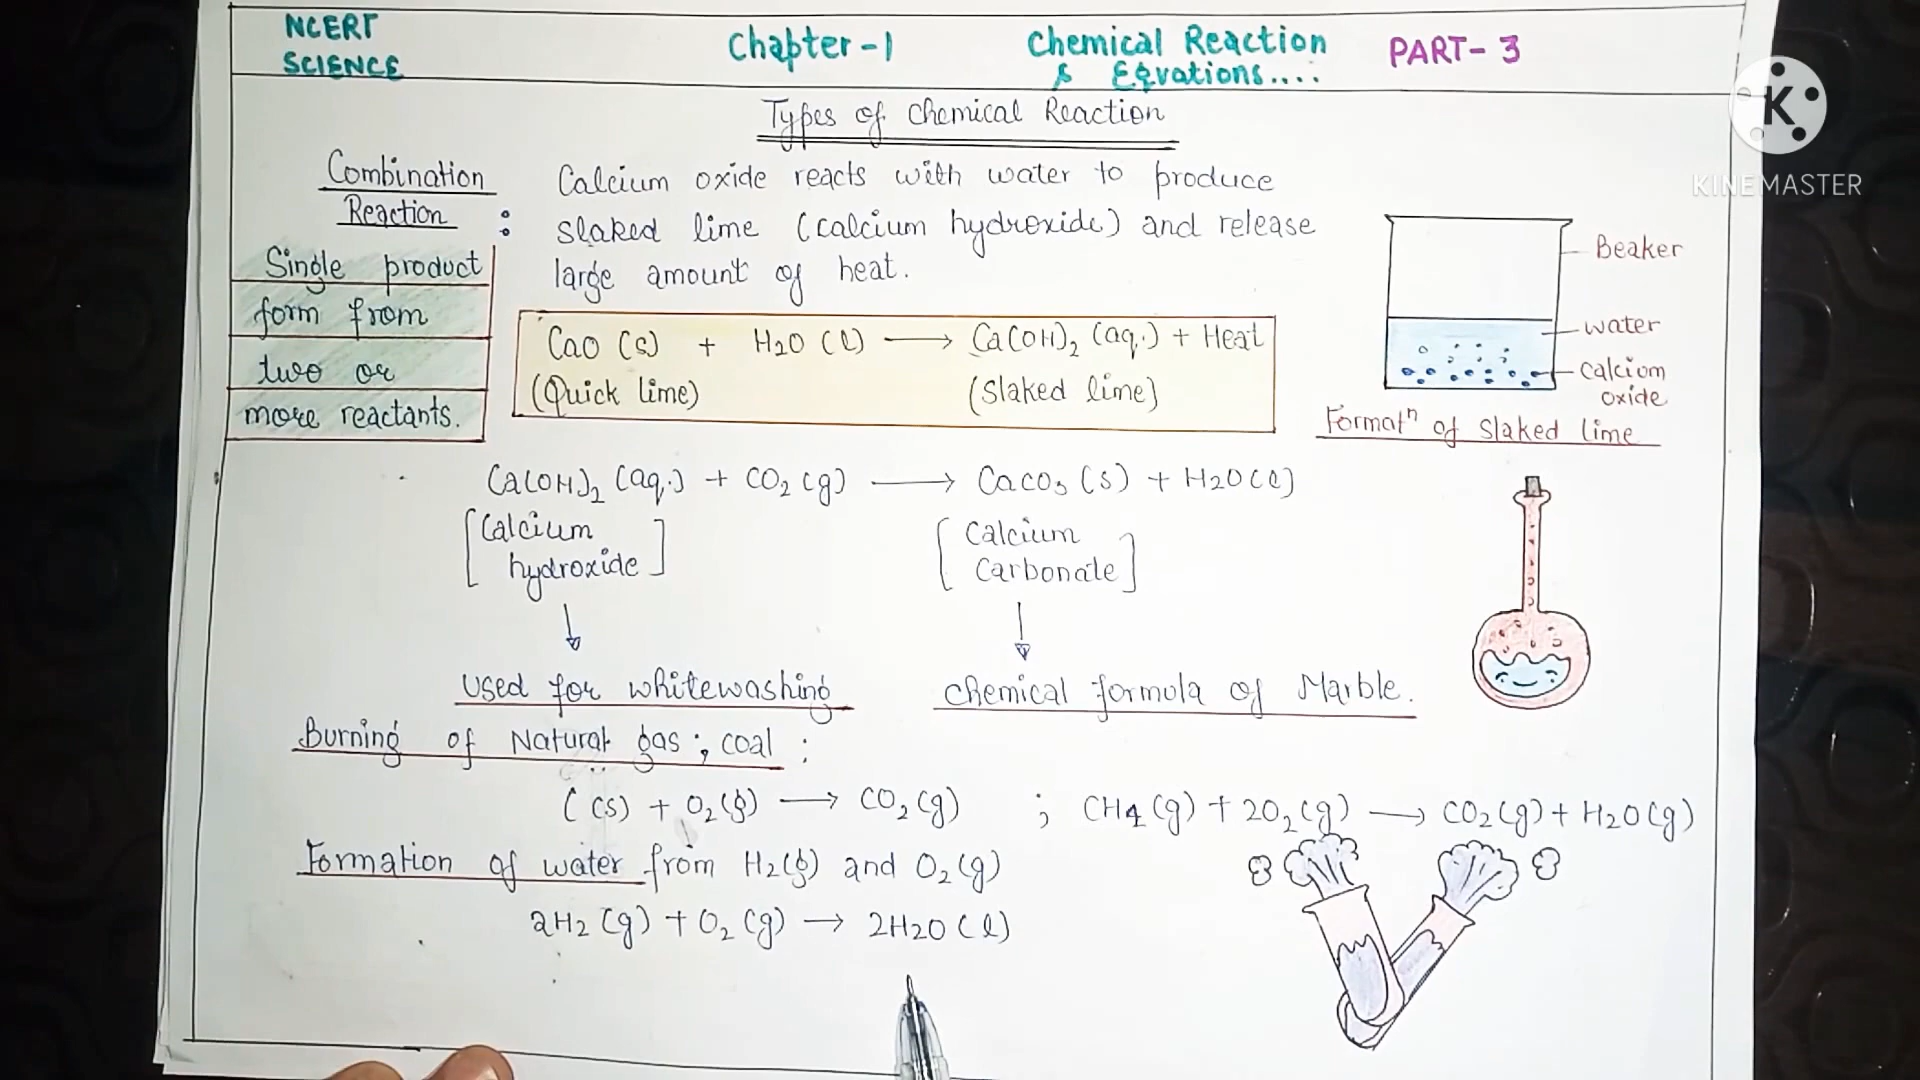 NCERT
SCIENCE
Chapter-1
Chemical Reaction
& Equations....
PART-3
K
KINEMASTER
Types of Chemical Reaction
Combination
Reaction :
Single product
form from
two or
more reactants.
Calcium oxide reacts with water to produce
slaked lime (calcium hydroxide) and release
large amount of heat.
CaO (s) + H2O (l) → Ca(OH)2 (aq.) + Heat
(Quick lime) (Slaked lime)
Beaker
water
calcium
oxide
Formatⁿ of slaked lime
Ca(OH)2 (aq.) + CO2 (g) → CaCO3 (s) + H2O (l)
[Calcium
hydroxide]
[Calcium
Carbonate]
Used for whitewashing
Chemical formula of Marble.
Burning of Natural gas ; coal :
C (s) + O2 (g) → CO2 (g) ; CH4 (g) + 2O2 (g) → CO2 (g) + H2O (g)
Formation of water from H2 (g) and O2 (g)
2H2 (g) + O2 (g) → 2H2O (l)